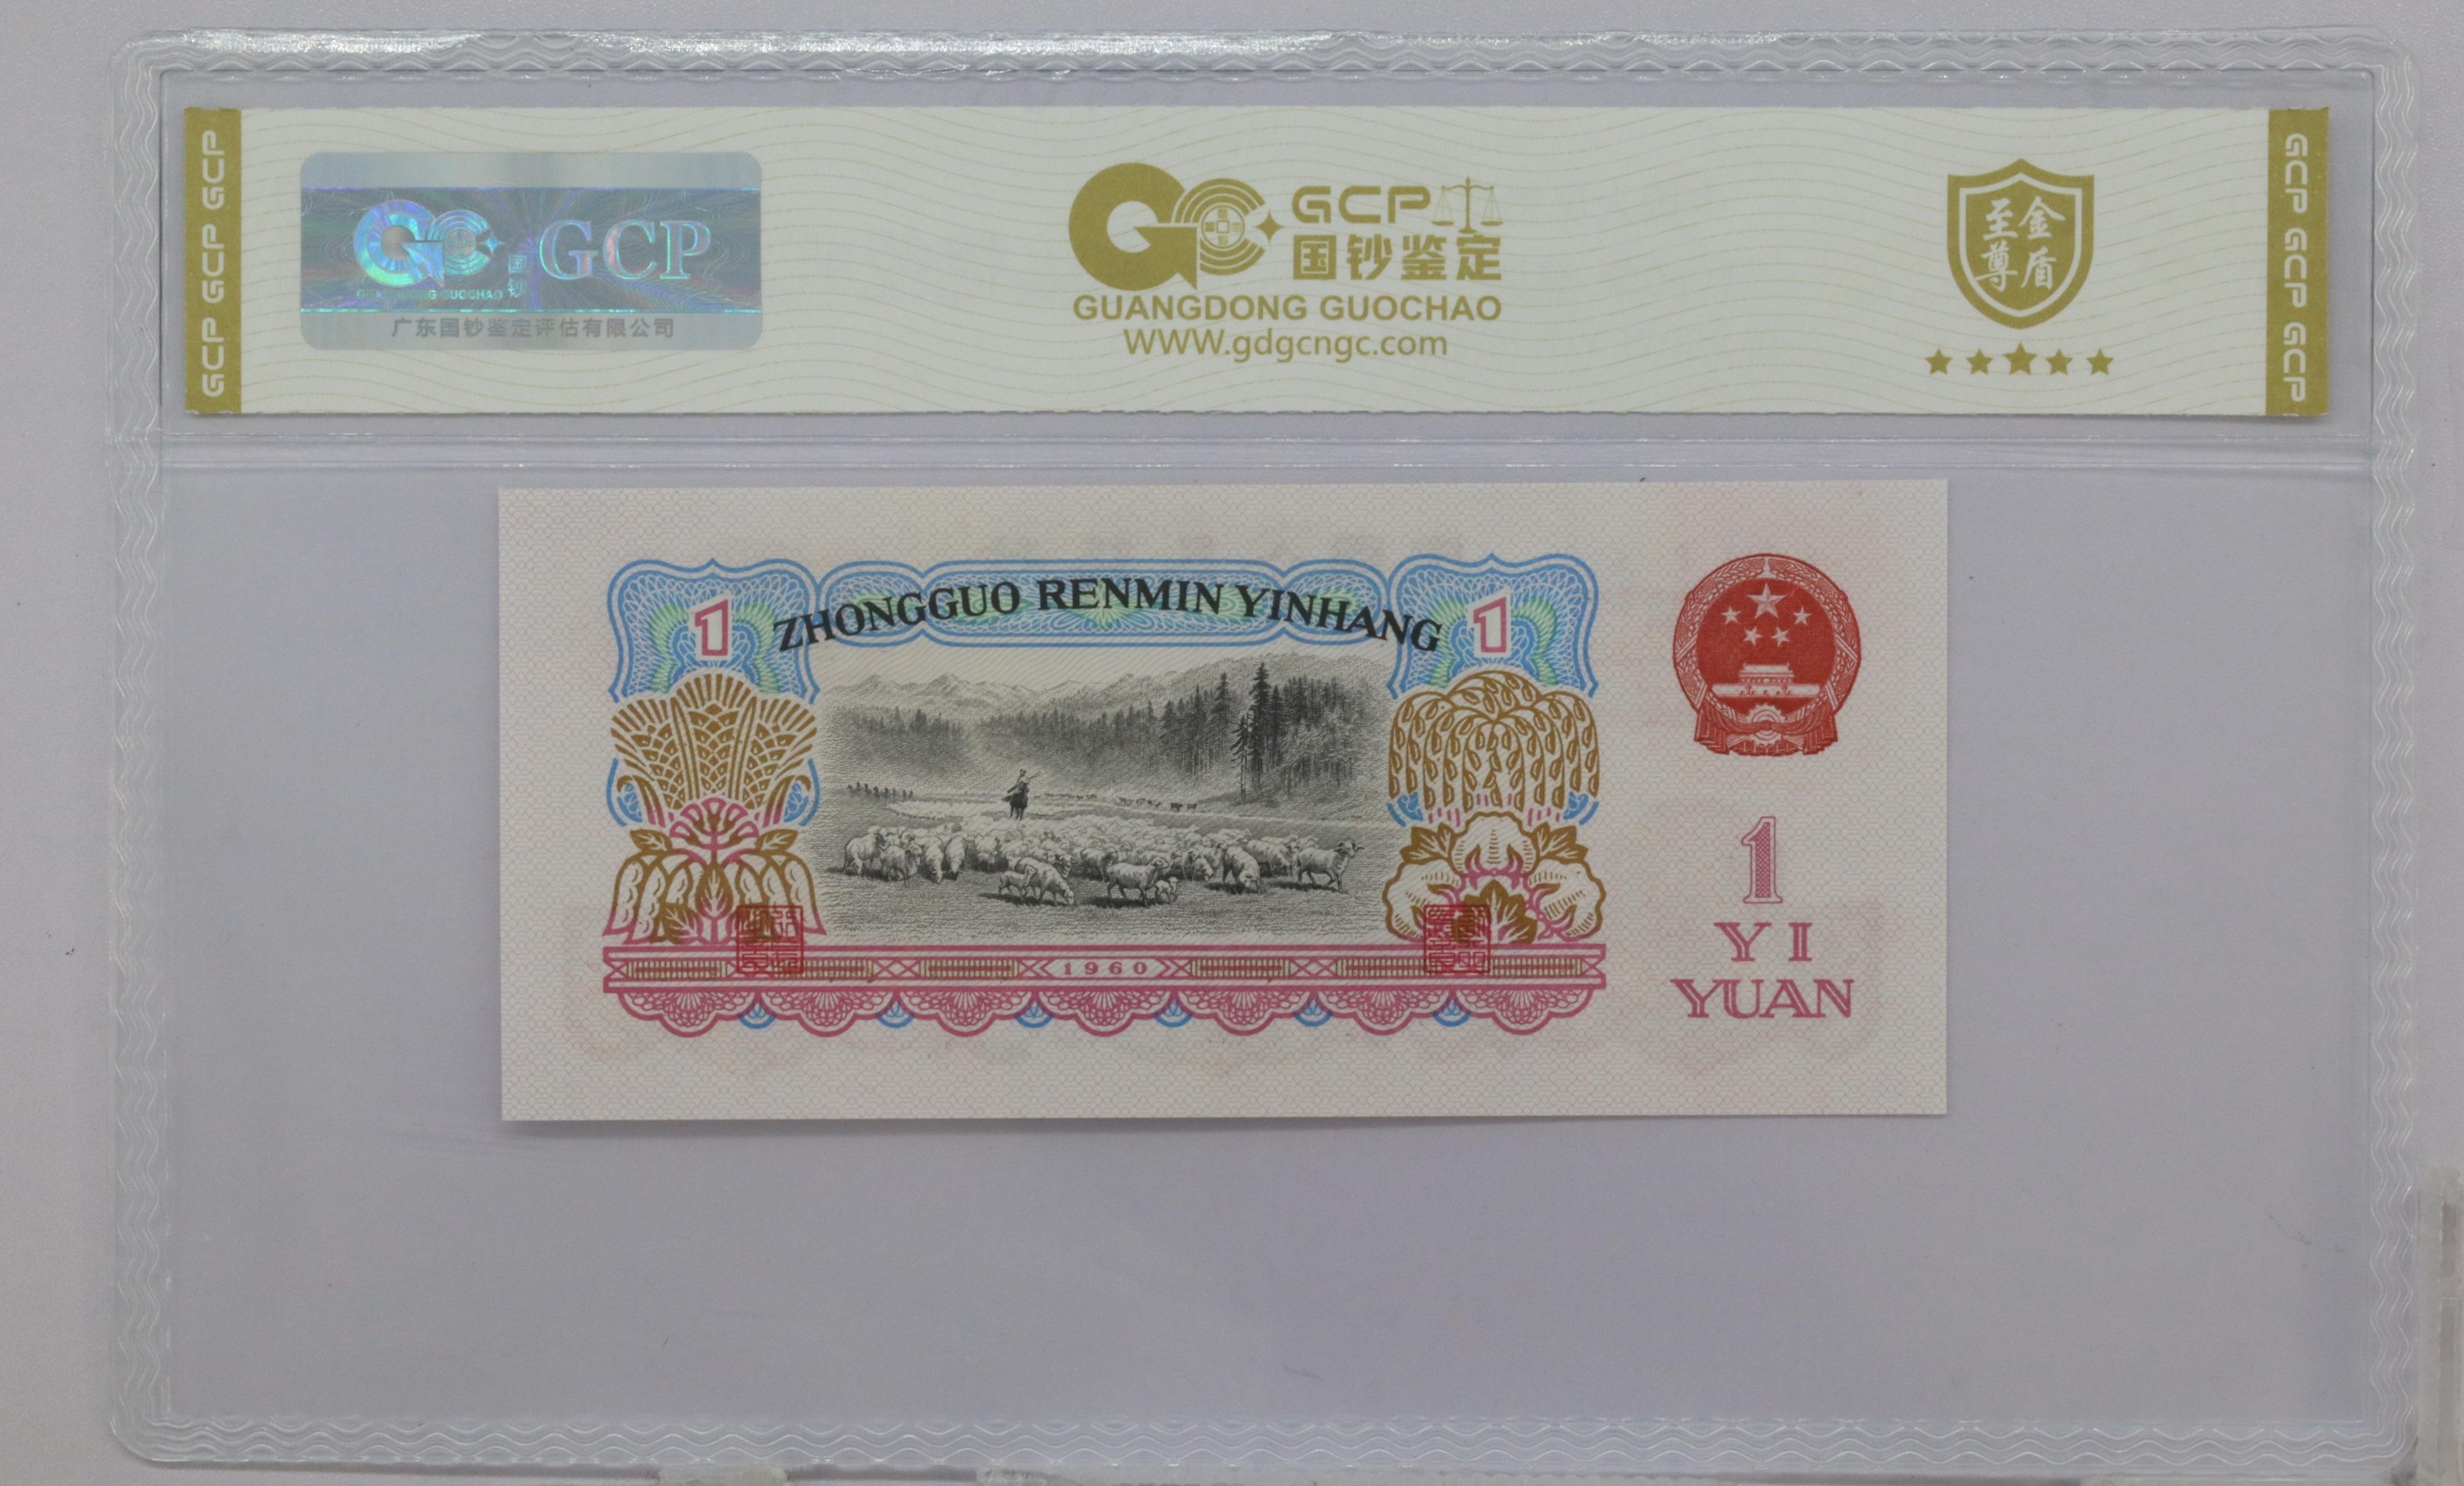 GCP GCP GCP
GCP
GUANGDONG GUOCHAO
国钞
广东国钞鉴定评估有限公司
GCP
国钞鉴定
GUANGDONG GUOCHAO
WWW.gdgcngc.com
至尊
金盾
GCP GCP GCP
1
ZHONGGUO RENMIN YINHANG
1
1960
1
YI
YUAN